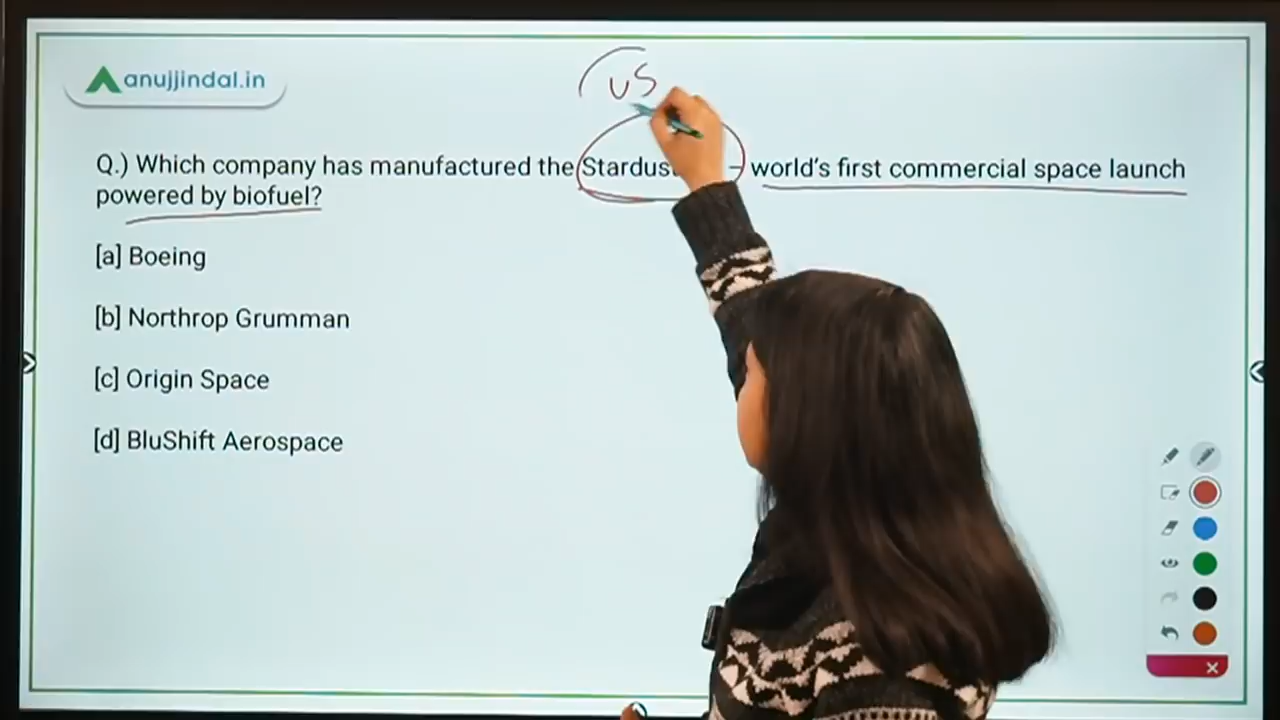 anujjindal.in
US
Q.) Which company has manufactured the – world's first commercial space launch
powered by biofuel?
[a] Boeing
[b] Northrop Grumman
[c] Origin Space
[d] BluShift Aerospace